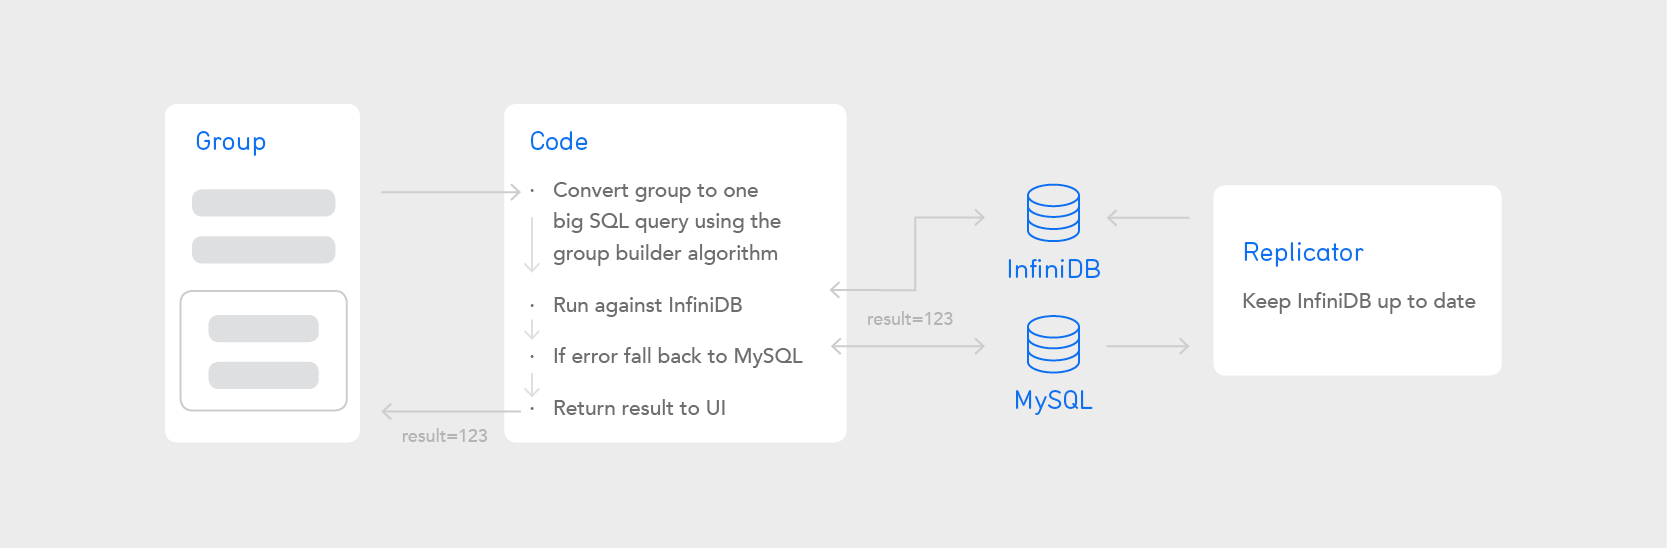 Group
Code
· Convert group to one
big SQL query using the
group builder algorithm
· Run against InfiniDB
· If error fall back to MySQL
· Return result to UI
result=123
result=123
InfiniDB
MySQL
Replicator
Keep InfiniDB up to date